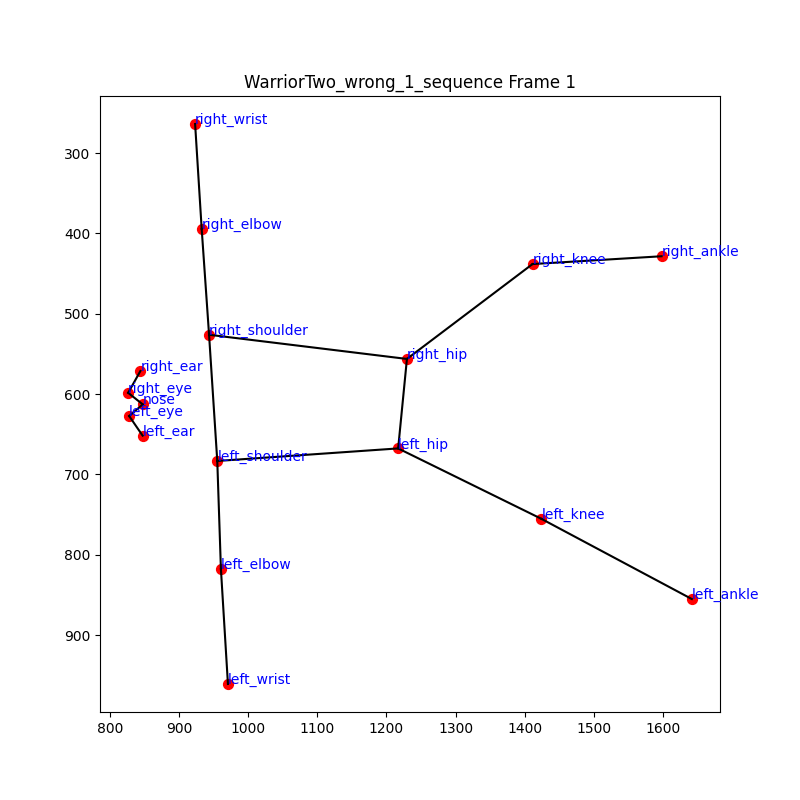 WarriorTwo_wrong_1_sequence Frame 1
right_wrist
300
right_elbow
400
right_ankle
right_knee
500
right_shoulder
right_hip
right_ear
right_eye
600
nose
left_eye
left_ear
left_hip
left_shoulder
700
left_knee
800
left_elbow
left_ankle
900
left_wrist
800 900 1000 1100 1200 1300 1400 1500 1600